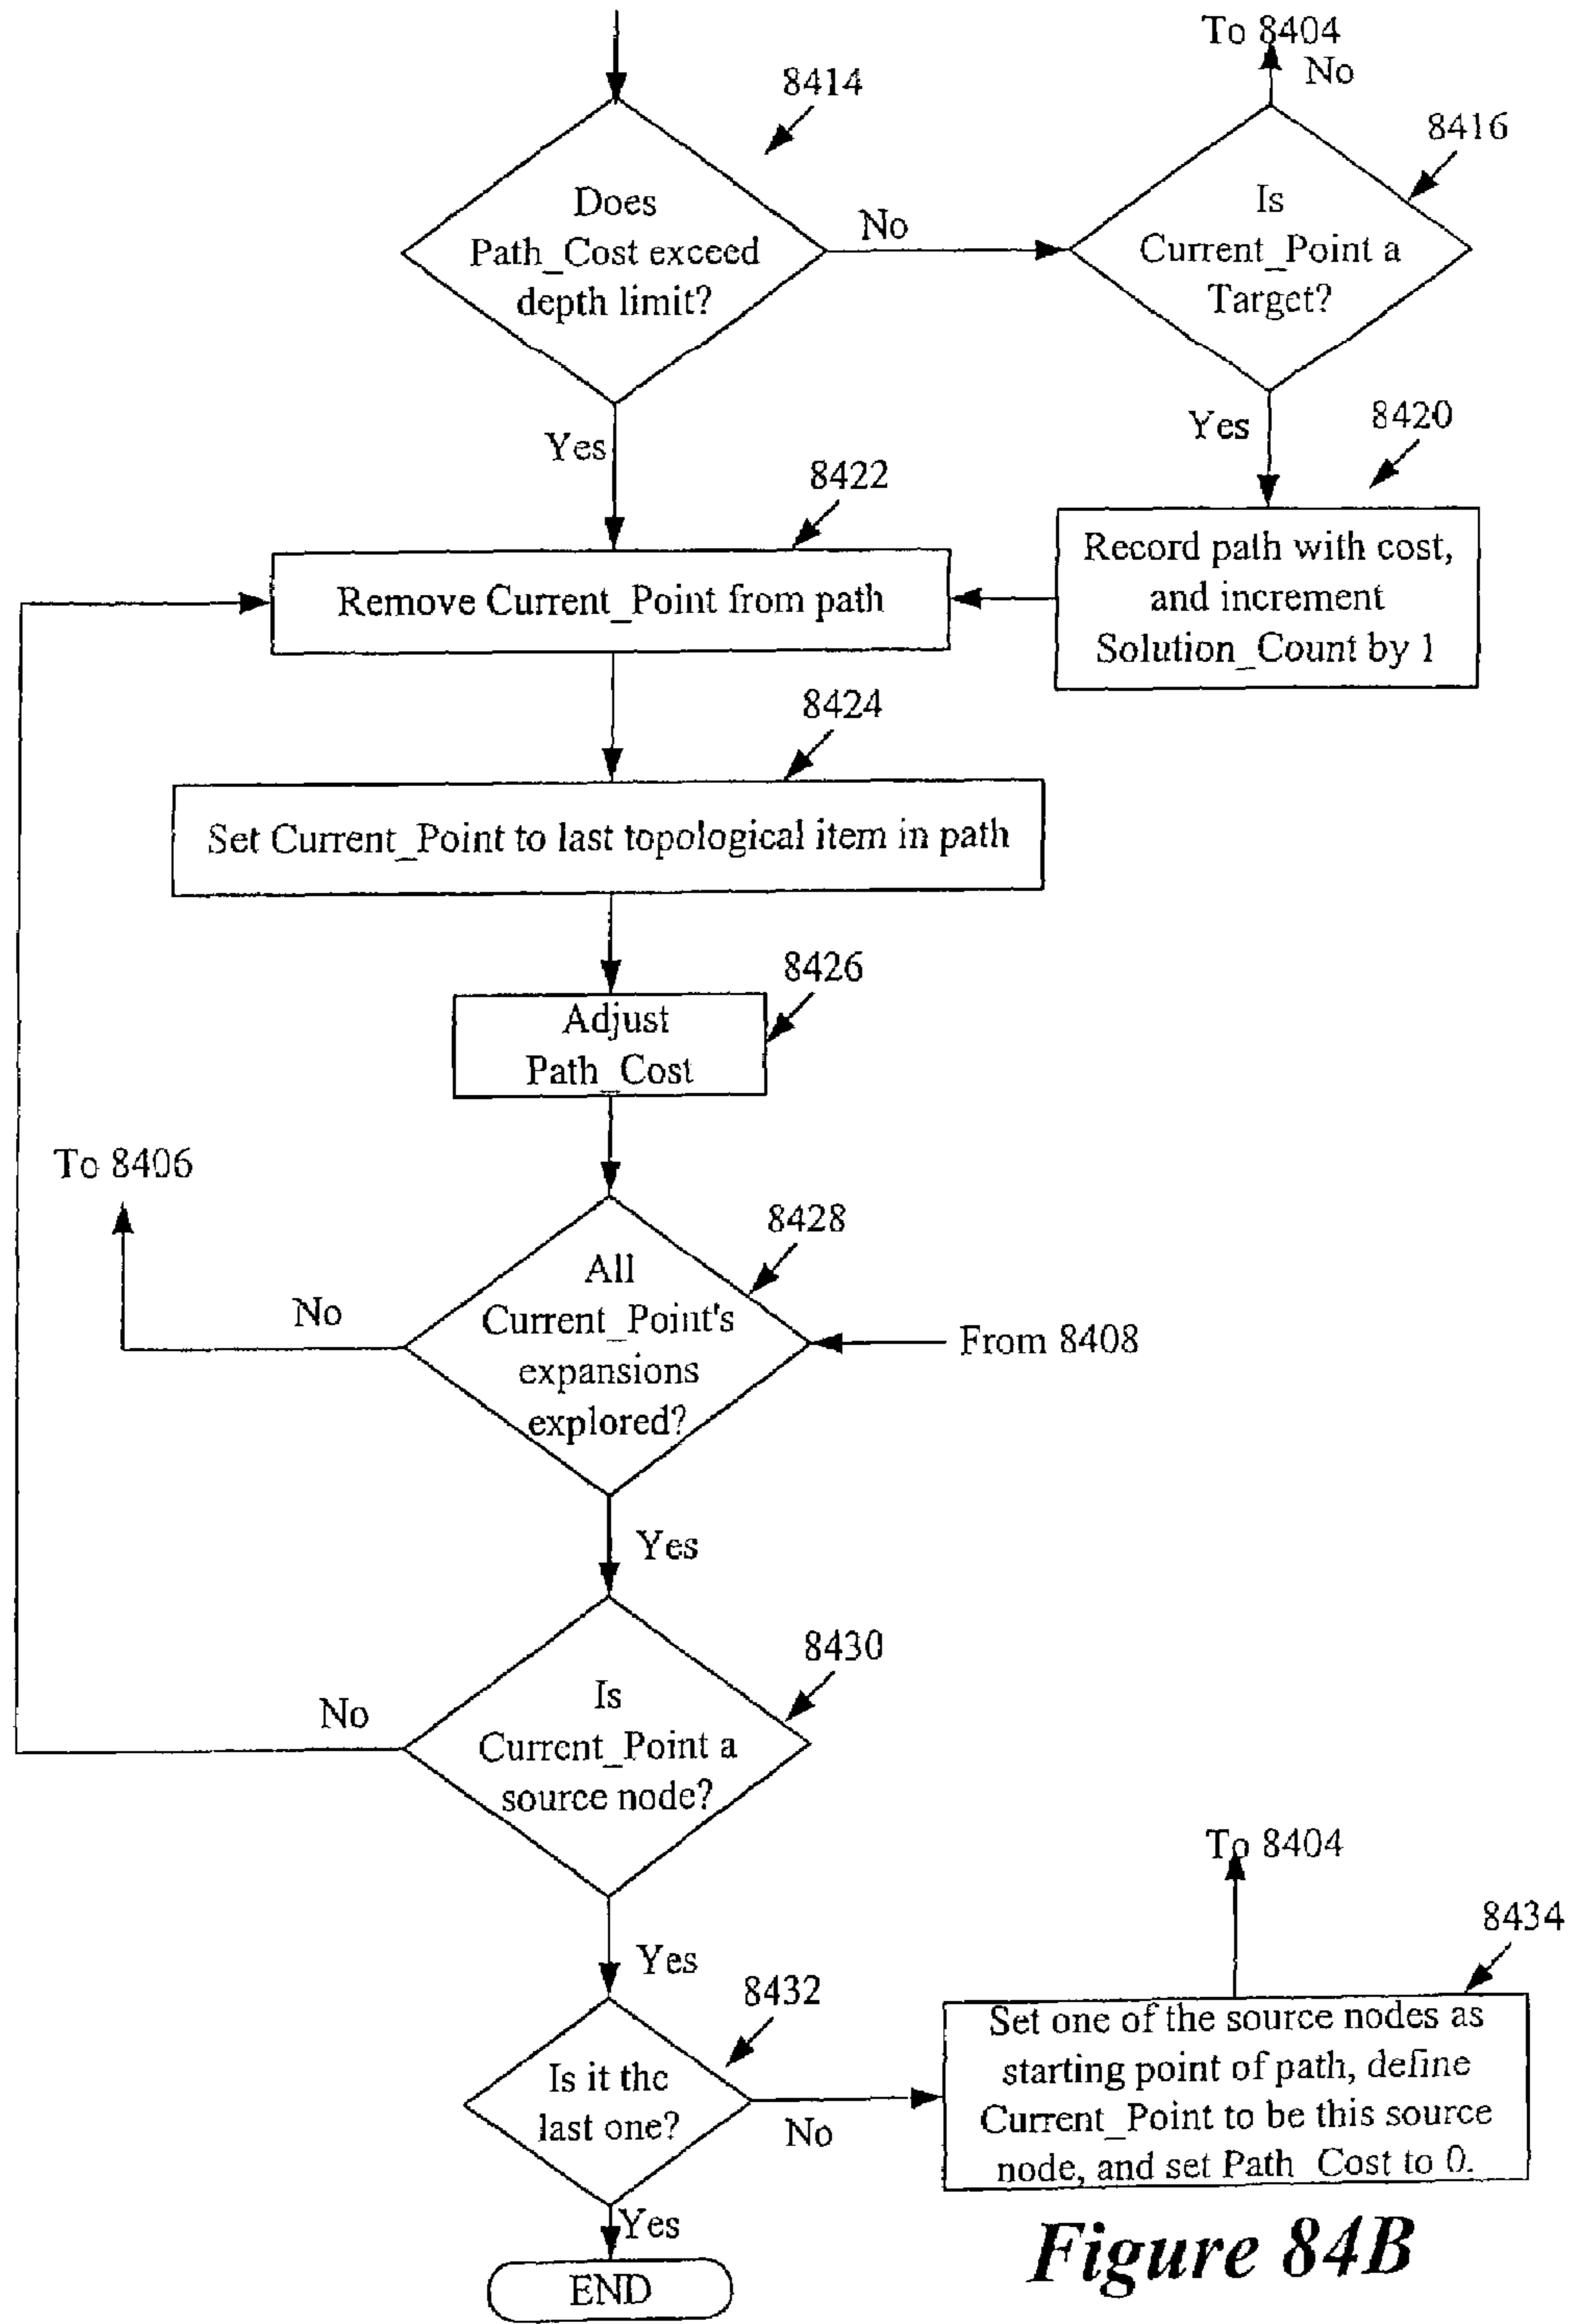 To 8404
No
8414
8416
Does
Path_Cost exceed
depth limit?
No
Is
Current_Point a
Target?
Yes
Yes
8420
8422
Record path with cost,
and increment
Solution_Count by 1
Remove Current_Point from path
8424
Set Current_Point to last topological item in path
8426
Adjust
Path_Cost
To 8406
8428
All
Current_Point's
expansions
explored?
No
From 8408
Yes
8430
Is
Current_Point a
source node?
No
To 8404
8434
Yes
8432
Set one of the source nodes as
starting point of path, define
Current_Point to be this source
node, and set Path_Cost to 0.
Is it the
last one?
No
Yes
END
Figure 84B